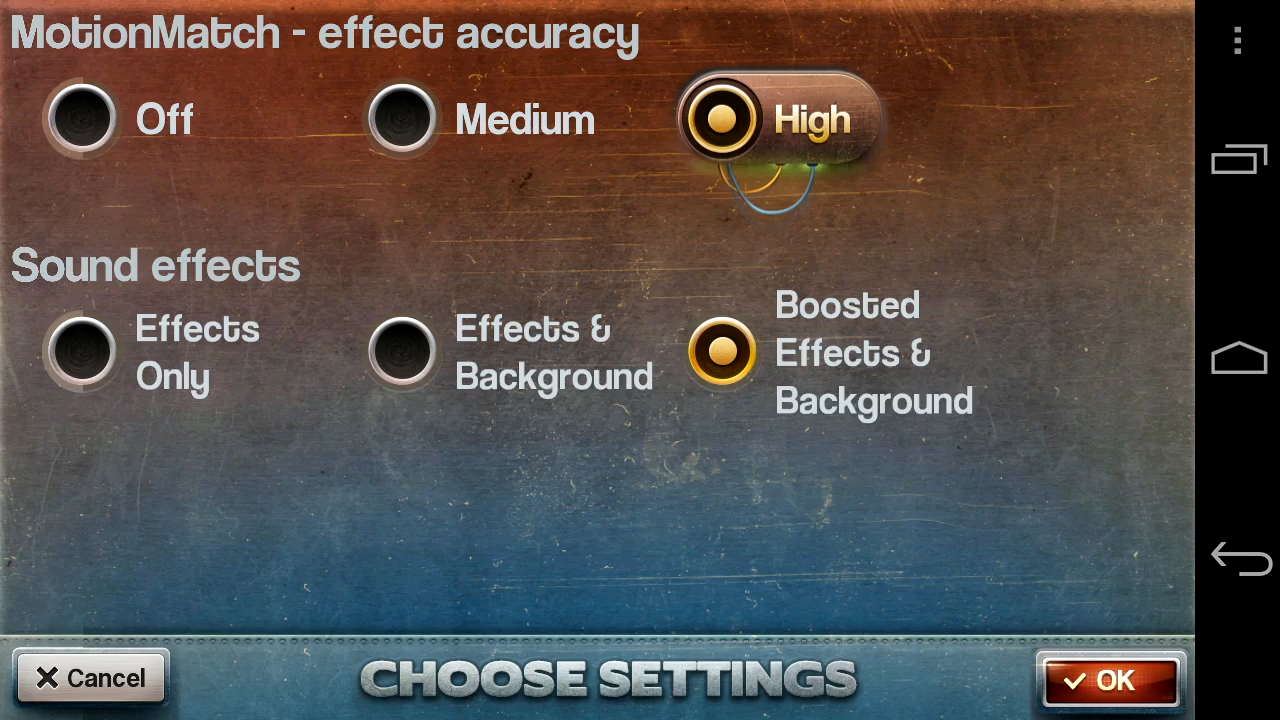 MotionMatch - effect accuracy
Off
Medium
High
Sound effects
Effects
Only
Effects &
Background
Boosted
Effects &
Background
Cancel
CHOOSE SETTINGS
OK